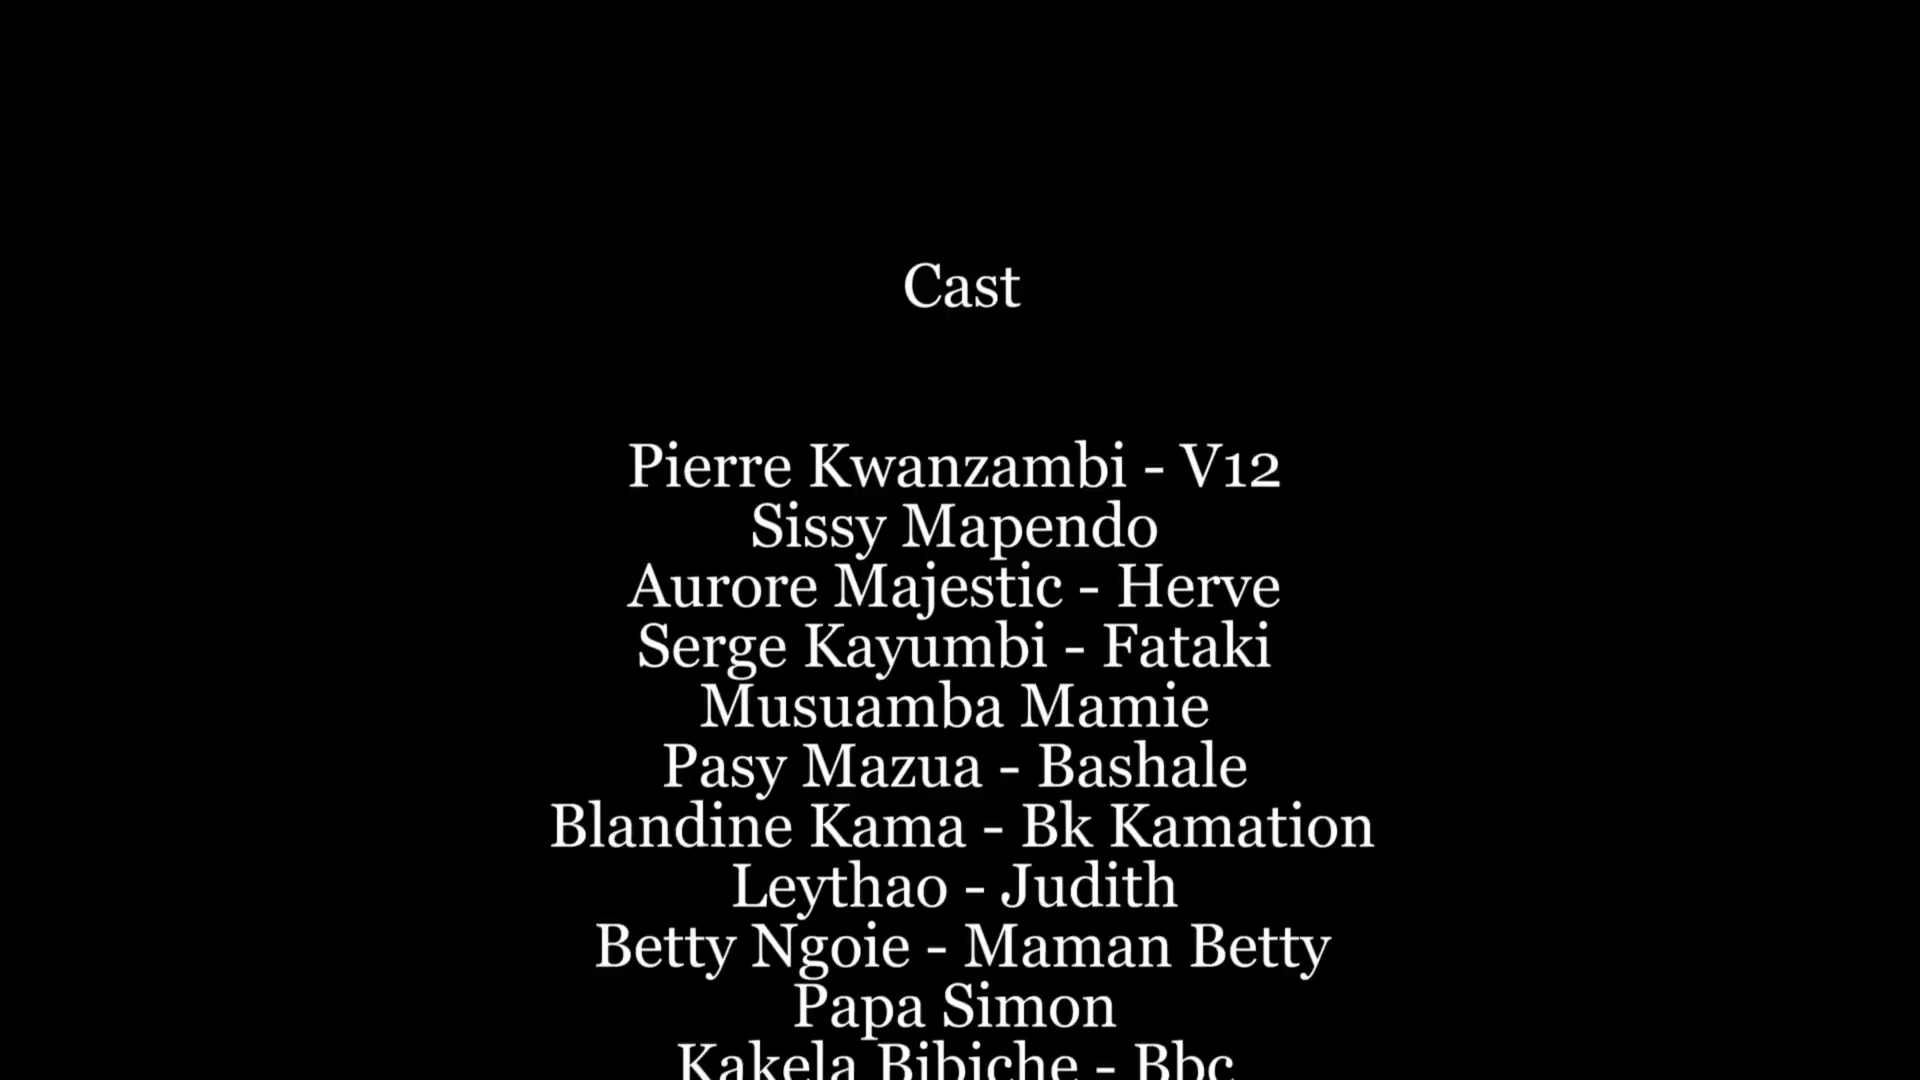 Cast
Pierre Kwanzambi - V12
Sissy Mapendo
Aurore Majestic - Herve
Serge Kayumbi - Fataki
Musuamba Mamie
Pasy Mazua - Bashale
Blandine Kama - Bk Kamation
Leythao - Judith
Betty Ngoie - Maman Betty
Papa Simon
Kakela Bibiche - Bbc